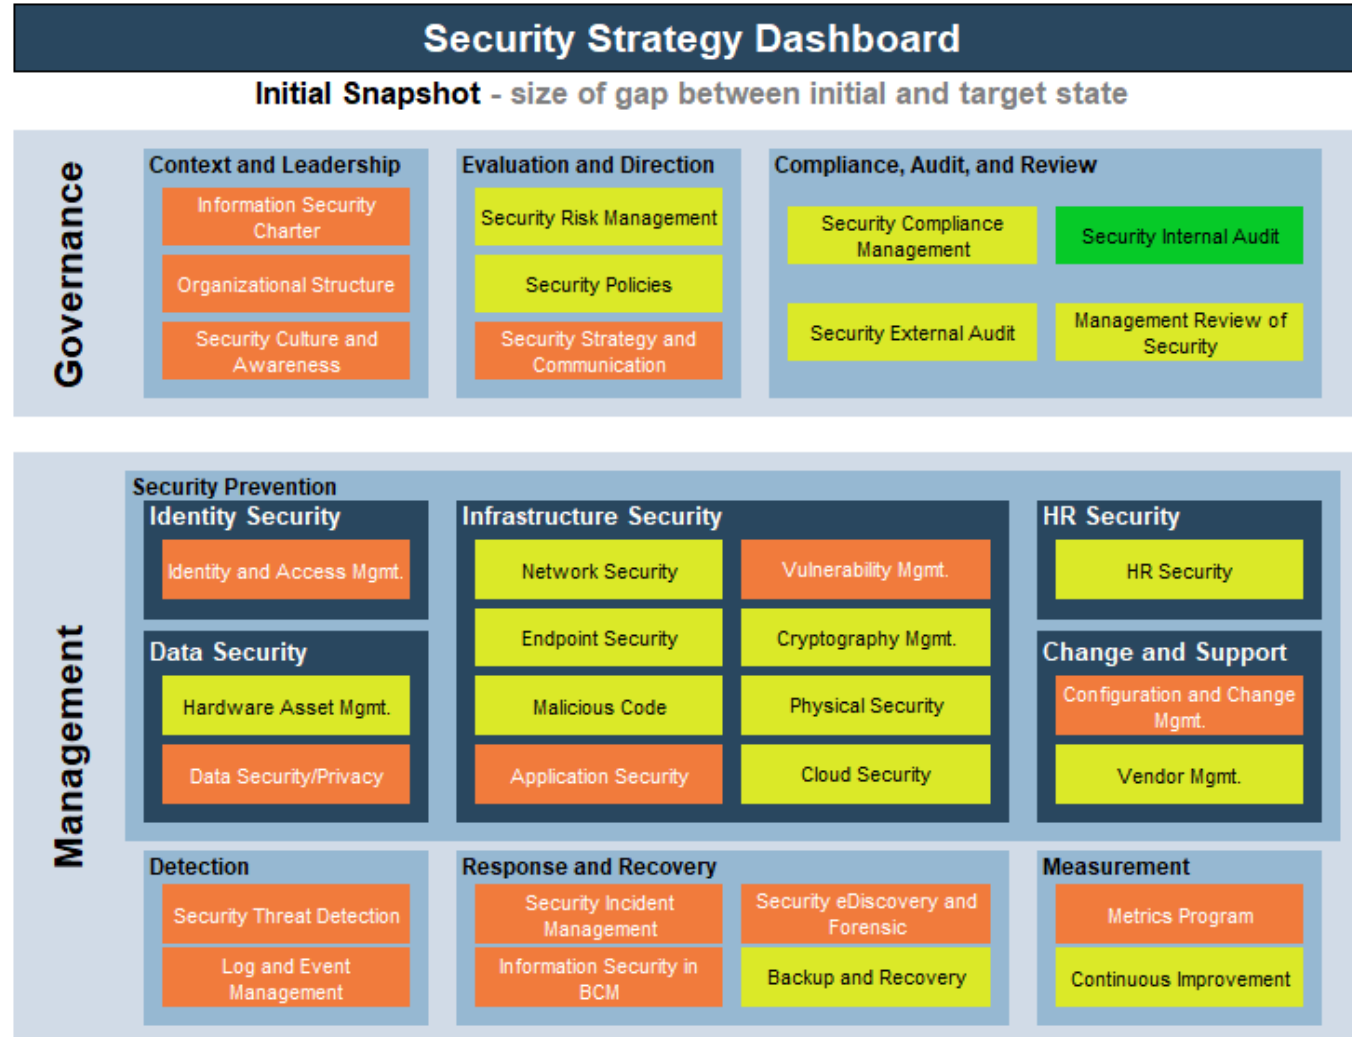 Security Strategy Dashboard
Initial Snapshot - size of gap between initial and target state
Governance
Context and Leadership
Information Security
Charter
Organizational Structure
Security Culture and
Awareness
Evaluation and Direction
Security Risk Management
Security Policies
Security Strategy and
Communication
Compliance, Audit, and Review
Security Compliance
Management
Security Internal Audit
Security External Audit
Management Review of
Security
Management
Security Prevention
Identity Security
Identity and Access Mgmt.
Data Security
Hardware Asset Mgmt.
Data Security/Privacy
Infrastructure Security
Network Security
Vulnerability Mgmt.
Endpoint Security
Cryptography Mgmt.
Malicious Code
Physical Security
Application Security
Cloud Security
HR Security
HR Security
Change and Support
Configuration and Change
Mgmt.
Vendor Mgmt.
Detection
Security Threat Detection
Log and Event
Management
Response and Recovery
Security Incident
Management
Security eDiscovery and
Forensic
Information Security in
BCM
Backup and Recovery
Measurement
Metrics Program
Continuous Improvement